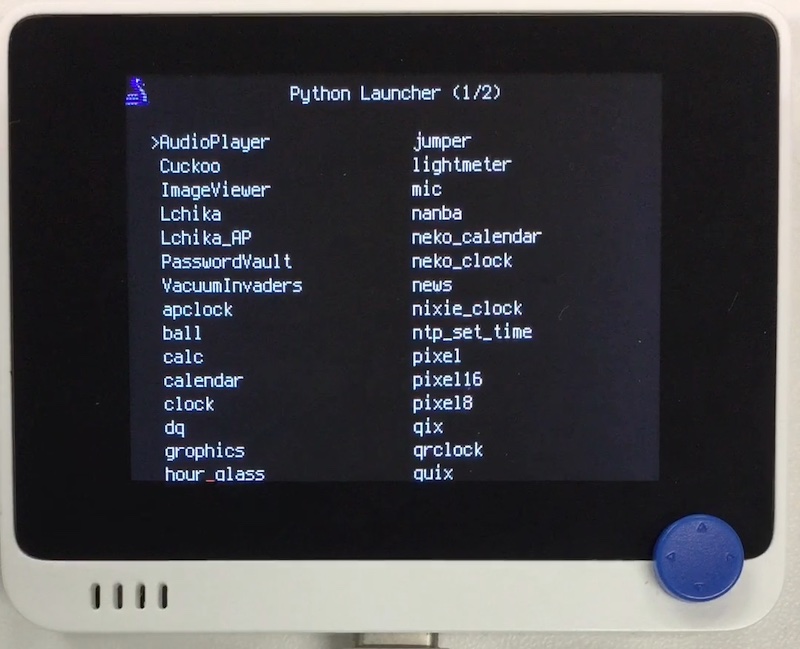 Python Launcher (1/2)
>AudioPlayer
Cuckoo
ImageViewer
Lchika
Lchika_AP
PasswordVault
VacuumInvaders
apclock
ball
calc
calendar
clock
dq
grophics
hour_glass
jumper
lightmeter
mic
nanba
neko_calendar
neko_clock
news
nixie_clock
ntp_set_time
pixel
pixel16
pixel8
qix
qrclock
quix